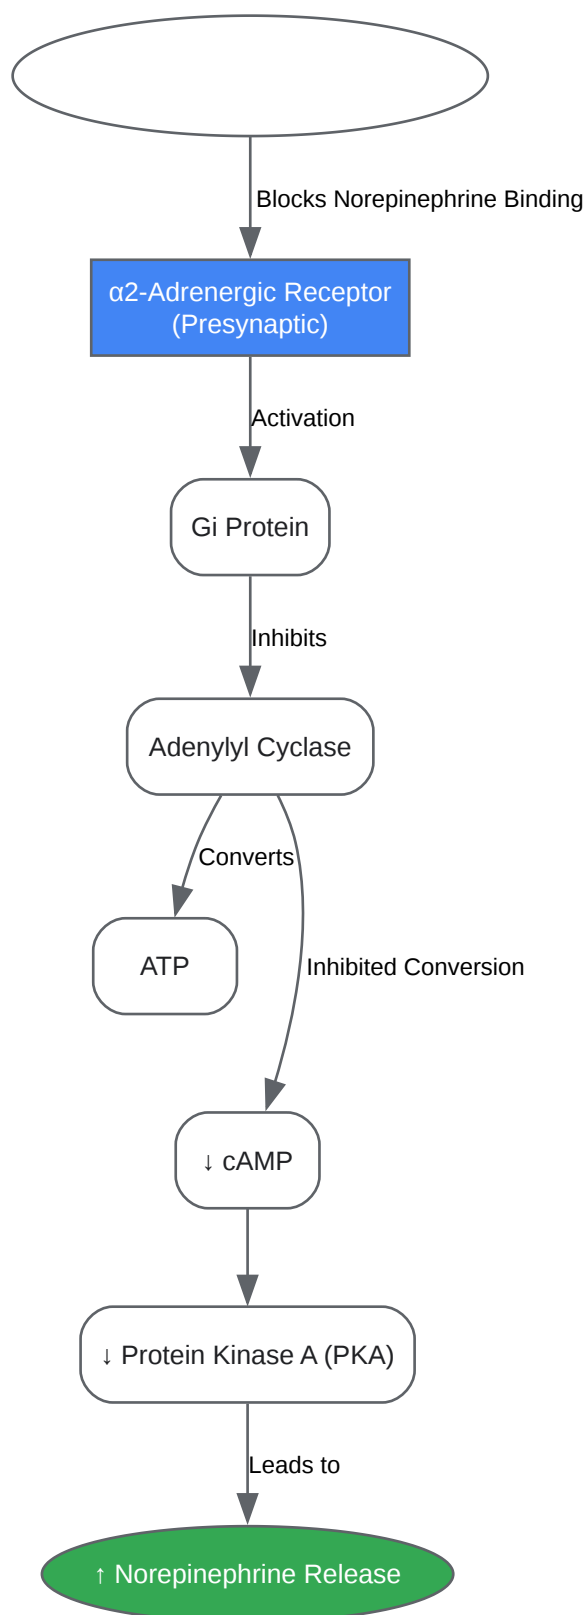 Blocks Norepinephrine Binding
α2-Adrenergic Receptor
(Presynaptic)
Activation
Gi Protein
Inhibits
Adenylyl Cyclase
Converts
ATP
Inhibited Conversion
↓ cAMP
↓ Protein Kinase A (PKA)
Leads to
↑ Norepinephrine Release